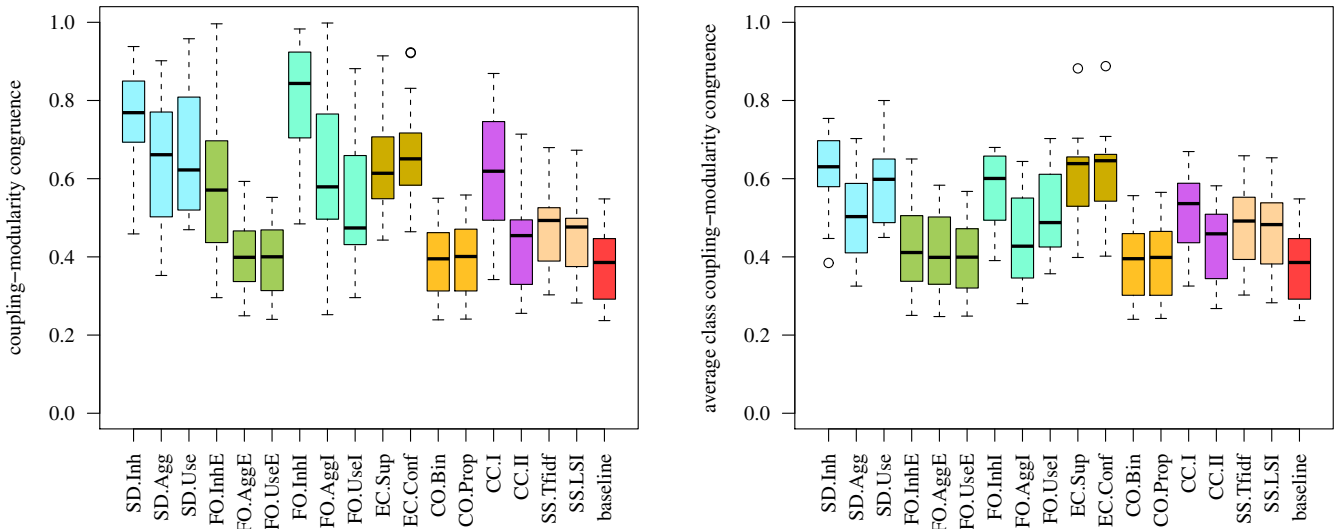 coupling−modularity congruence
1.0
0.8
0.6
0.4
0.2
0.0
SD.Inh
SD.Agg
SD.Use
FO.InhE
FO.AggE
FO.UseE
FO.InhI
FO.AggI
FO.UseI
EC.Sup
EC.Conf
CO.Bin
CO.Prop
CC.I
CC.II
SS.Tfidf
SS.LSI
baseline
average class coupling−modularity congruence
1.0
0.8
0.6
0.4
0.2
0.0
SD.Inh
SD.Agg
SD.Use
FO.InhE
FO.AggE
FO.UseE
FO.InhI
FO.AggI
FO.UseI
EC.Sup
EC.Conf
CO.Bin
CO.Prop
CC.I
CC.II
SS.Tfidf
SS.LSI
baseline